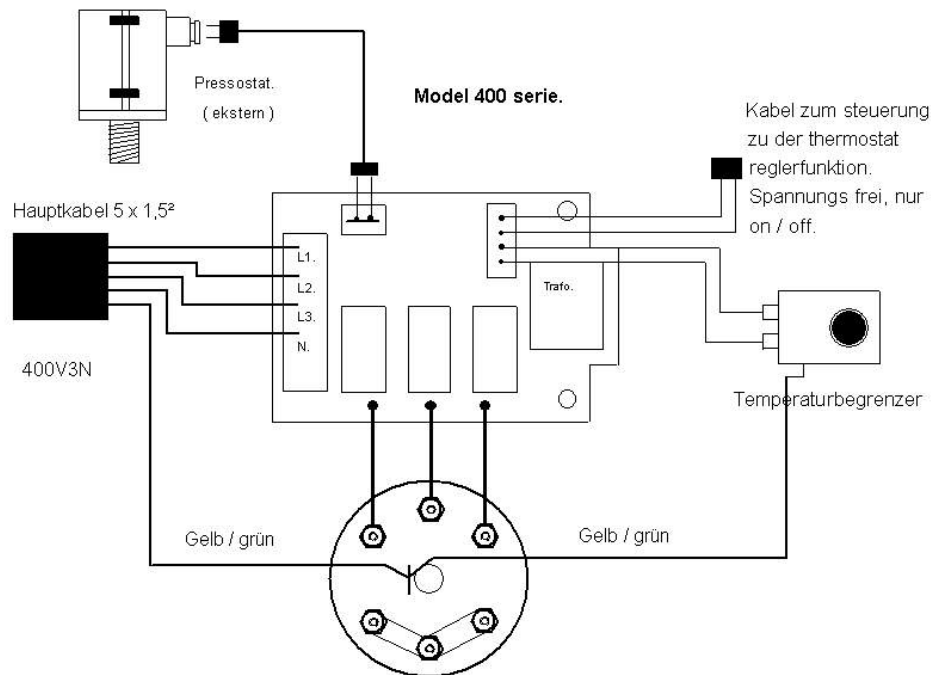 Pressostat.
( ekstern )
Model 400 serie.
Kabel zum steuerung
zu der thermostat
reglerfunktion.
Spannungs frei, nur
on / off.
Hauptkabel 5 x 1,5²
L1.
L2.
L3.
N.
Trafo.
400V3N
Temperaturbegrenzer
Gelb / grün
Gelb / grün